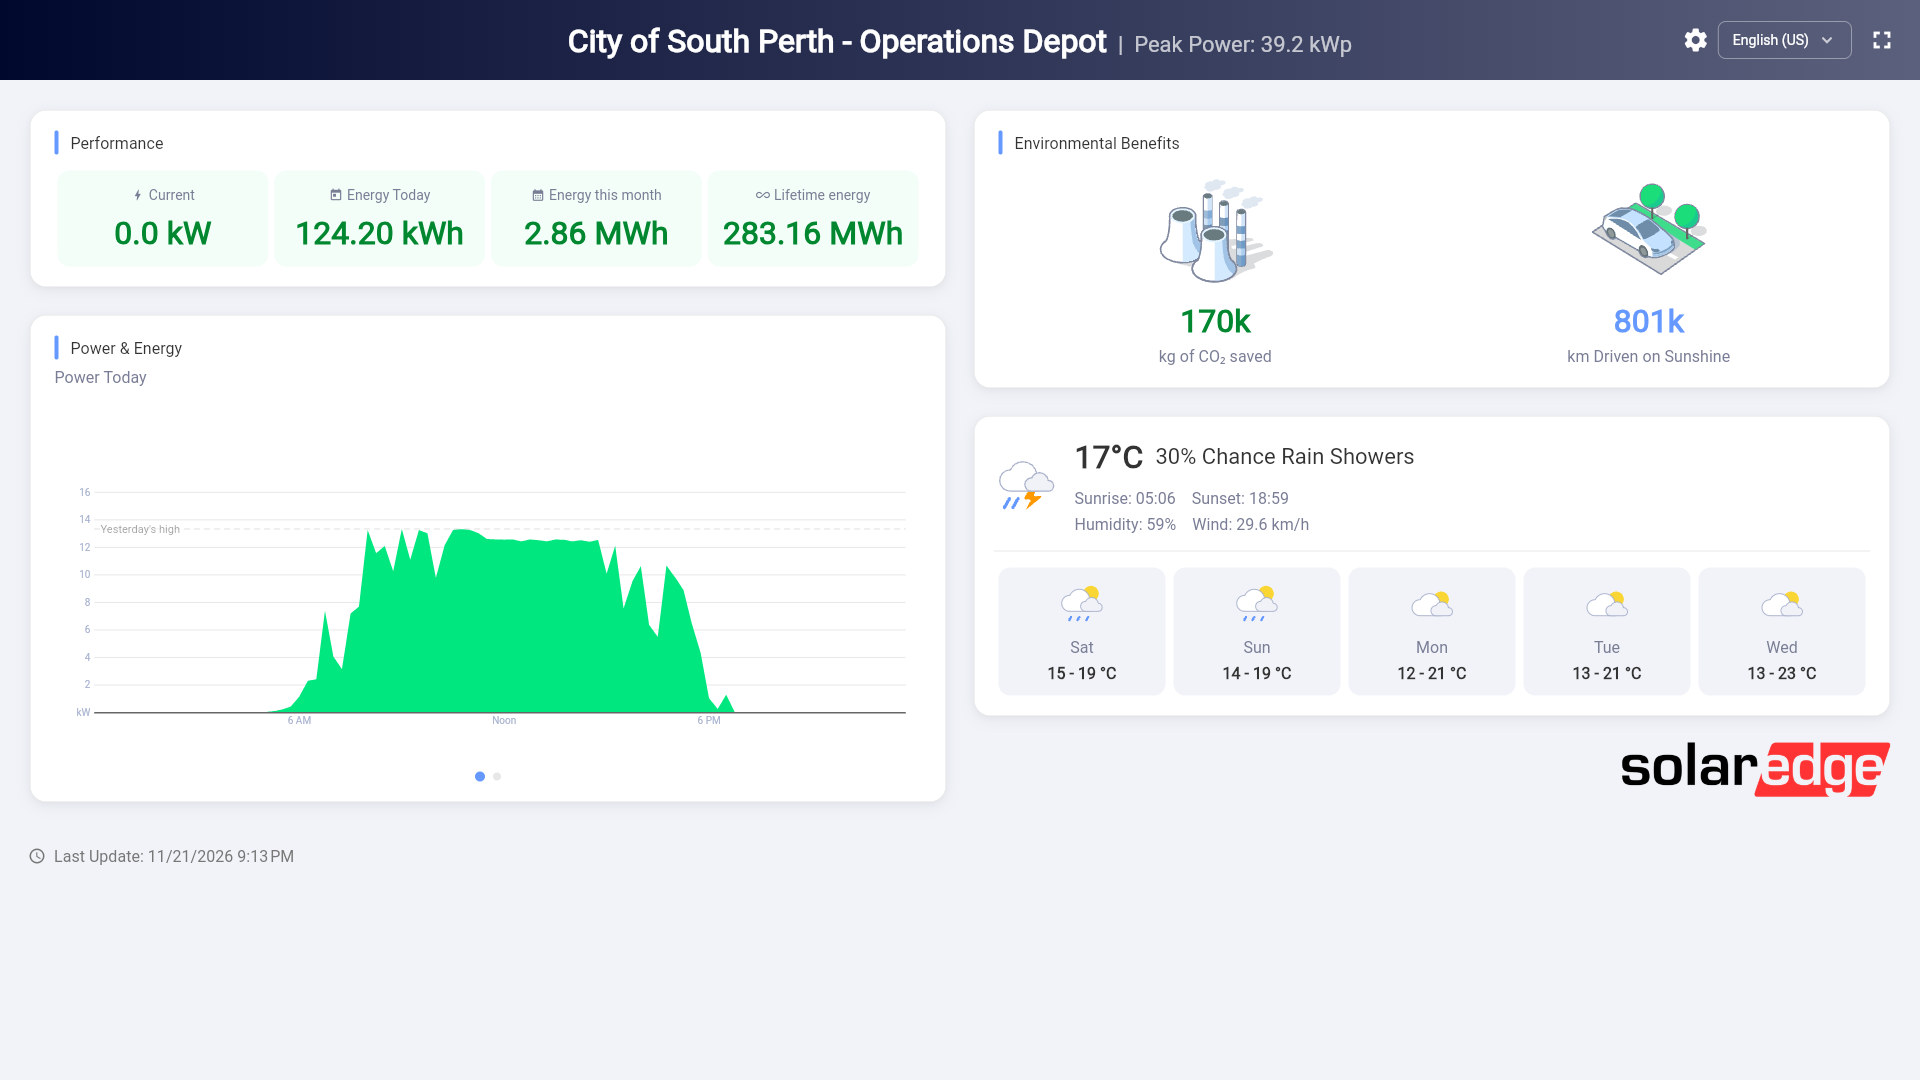 City of South Perth - Operations Depot | Peak Power: 39.2 kWp
English (US)
Performance
Current
0.0 kW
Energy Today
124.20 kWh
Energy this month
2.86 MWh
Lifetime energy
283.16 MWh
Power & Energy
Power Today
16
14
Yesterday's high
12
10
8
6
4
2
kW
6 AM
Noon
6 PM
Environmental Benefits
170k
kg of CO₂ saved
801k
km Driven on Sunshine
17°C 30% Chance Rain Showers
Sunrise: 05:06 Sunset: 18:59
Humidity: 59% Wind: 29.6 km/h
Sat
15 - 19 °C
Sun
14 - 19 °C
Mon
12 - 21 °C
Tue
13 - 21 °C
Wed
13 - 23 °C
solaredge
Last Update: 11/21/2026 9:13 PM